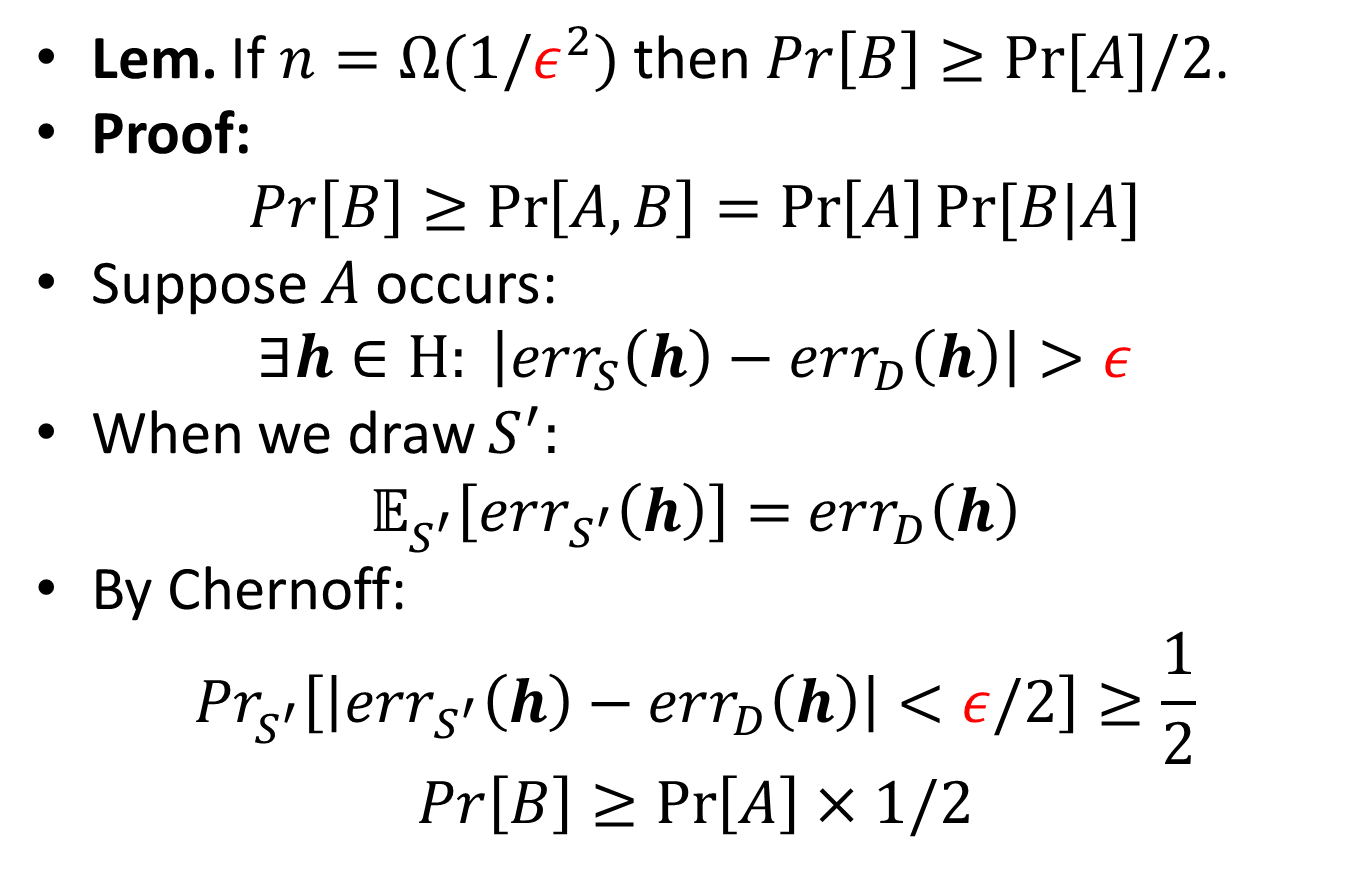 • Lem. If n = Ω(1/ϵ²) then Pr[B] ≥ Pr[A]/2.
• Proof:
Pr[B] ≥ Pr[A, B] = Pr[A] Pr[B|A]
• Suppose A occurs:
∃h ∈ H: |err_S(h) − err_D(h)| > ϵ
• When we draw S′:
𝔼_S′[err_S′(h)] = err_D(h)
• By Chernoff:
Pr_S′[|err_S′(h) − err_D(h)| < ϵ/2] ≥ 1/2
Pr[B] ≥ Pr[A] × 1/2